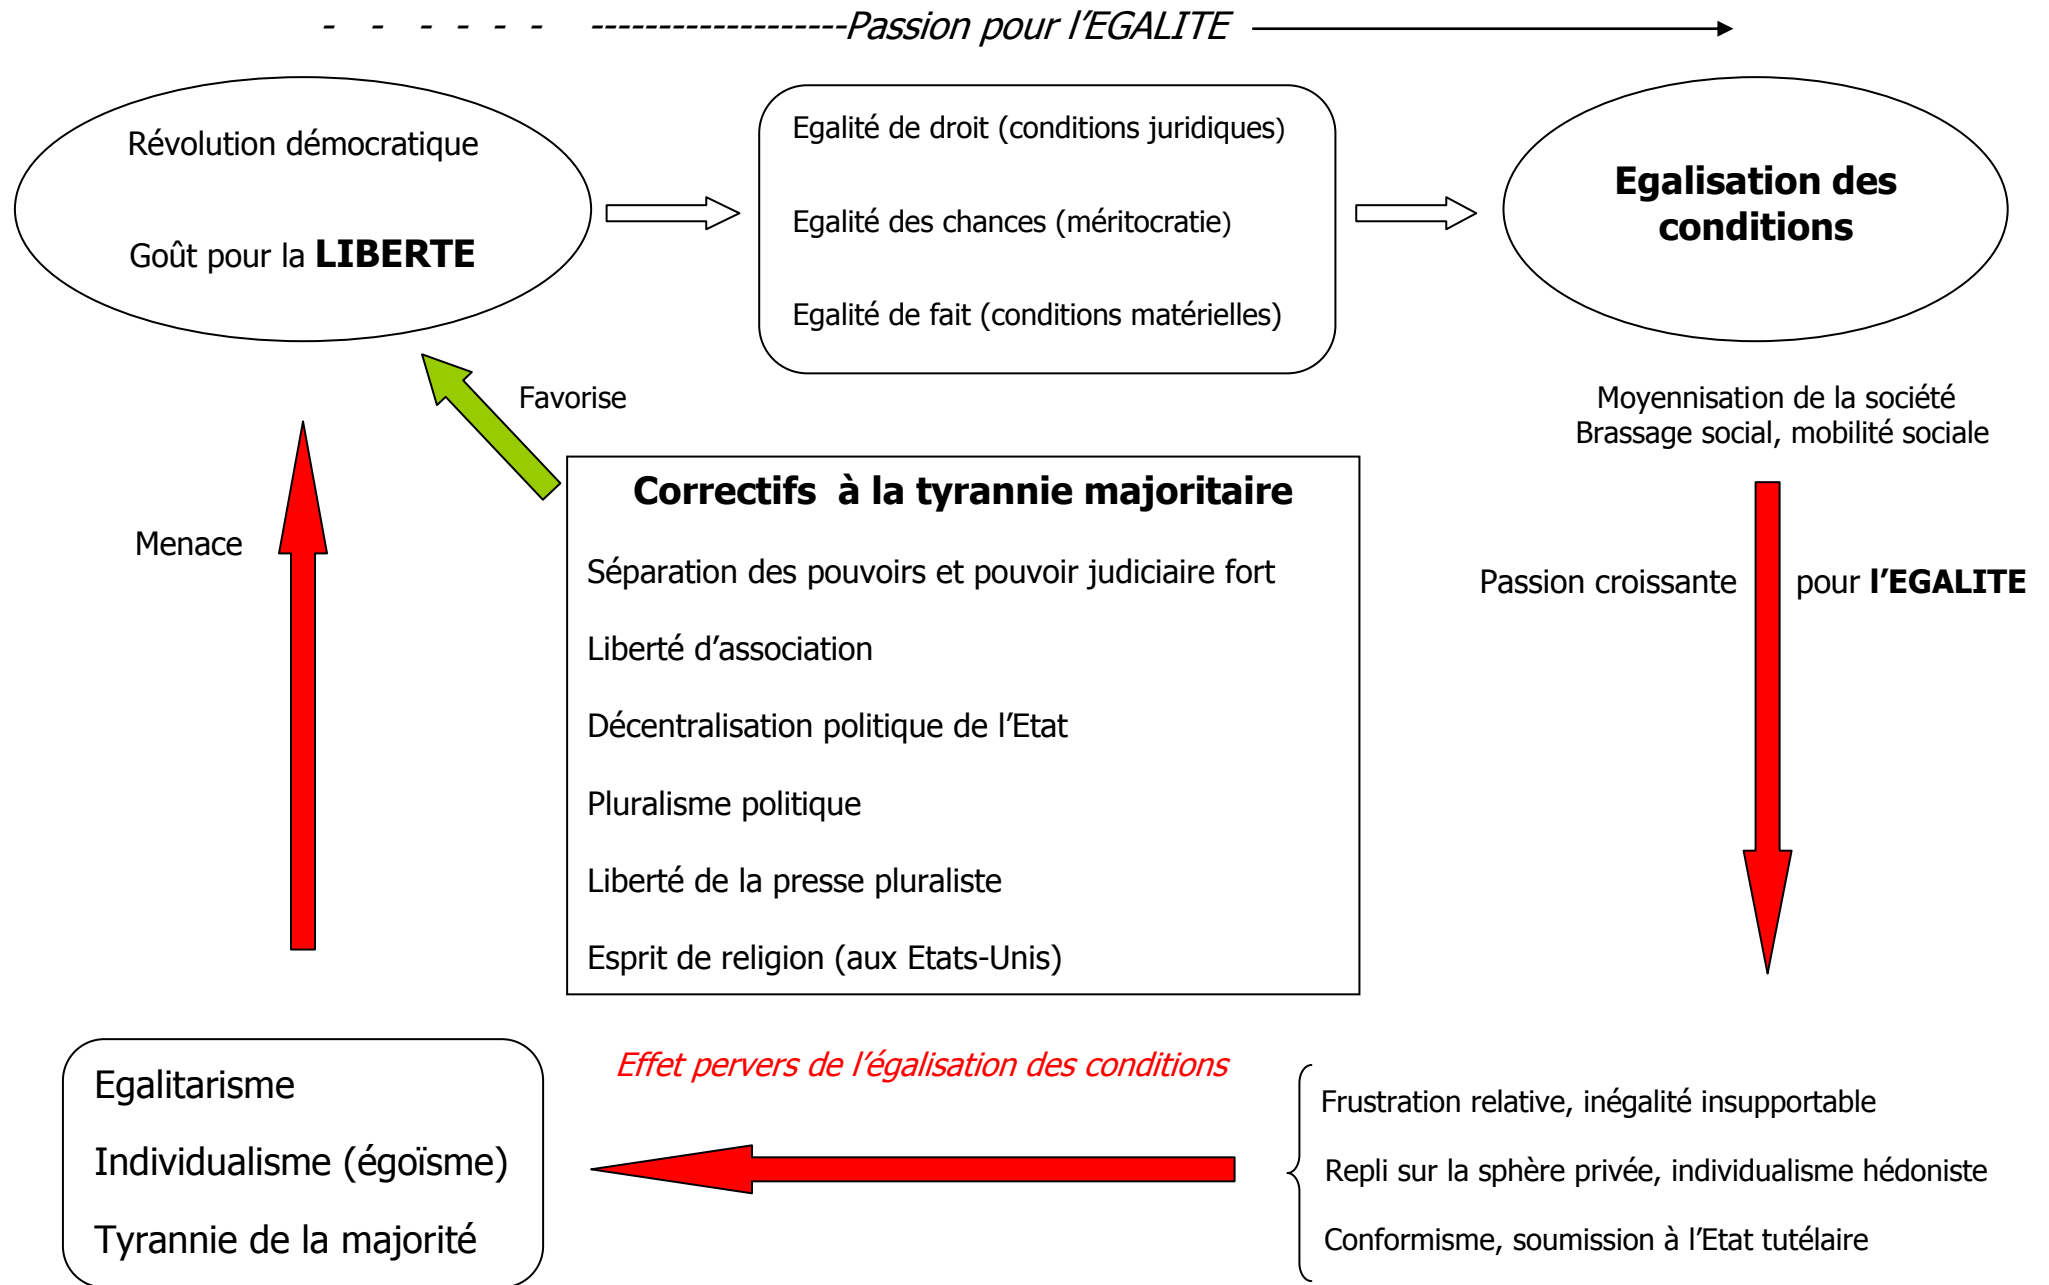 Passion pour l’EGALITE
Révolution démocratique
Goût pour la LIBERTE
Egalité de droit (conditions juridiques)
Egalité des chances (méritocratie)
Egalité de fait (conditions matérielles)
Egalisation des
conditions
Favorise
Moyennisation de la société
Brassage social, mobilité sociale
Menace
Correctifs à la tyrannie majoritaire
Séparation des pouvoirs et pouvoir judiciaire fort
Liberté d’association
Décentralisation politique de l’Etat
Pluralisme politique
Liberté de la presse pluraliste
Esprit de religion (aux Etats-Unis)
Passion croissante pour l’EGALITE
Egalitarisme
Individualisme (égoïsme)
Tyrannie de la majorité
Effet pervers de l’égalisation des conditions
Frustration relative, inégalité insupportable
Repli sur la sphère privée, individualisme hédoniste
Conformisme, soumission à l’Etat tutélaire